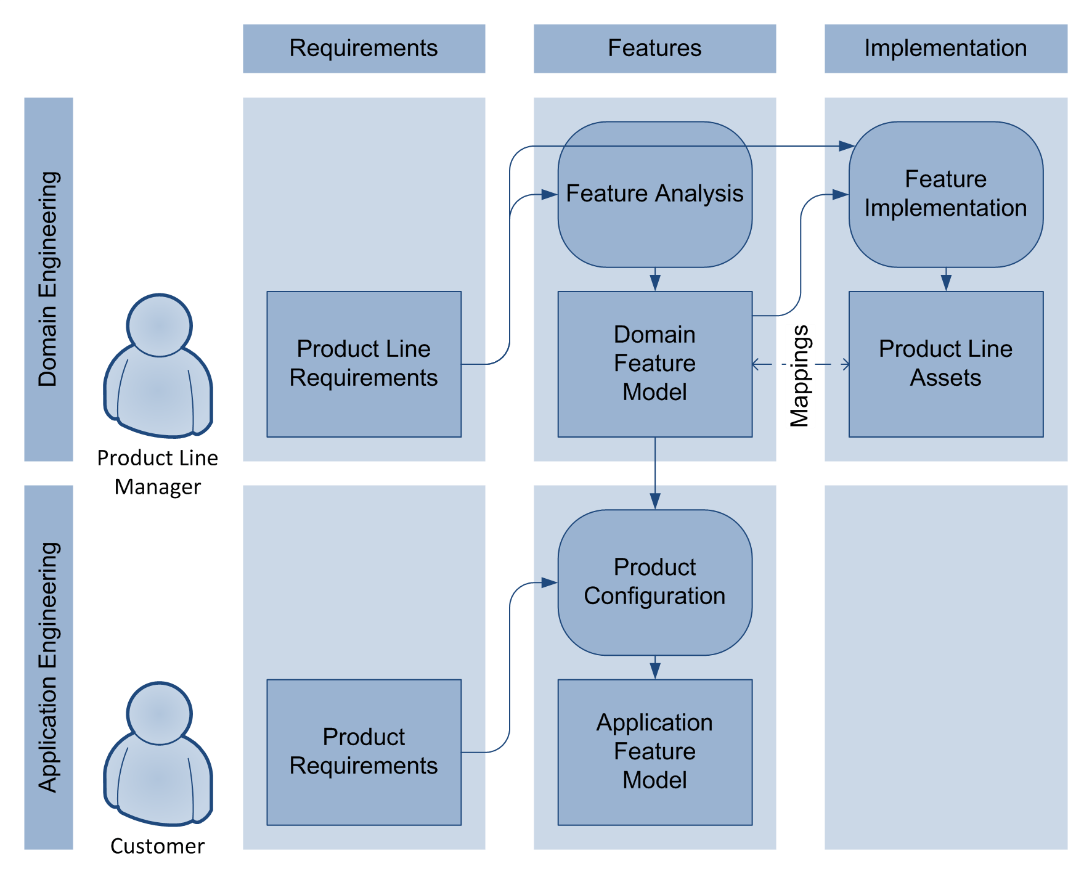 Requirements
Features
Implementation
Domain Engineering
Feature Analysis
Feature
Implementation
Product Line
Requirements
Domain
Feature
Model
Mappings
Product Line
Assets
Product Line
Manager
Application Engineering
Product
Configuration
Product
Requirements
Application
Feature
Model
Customer